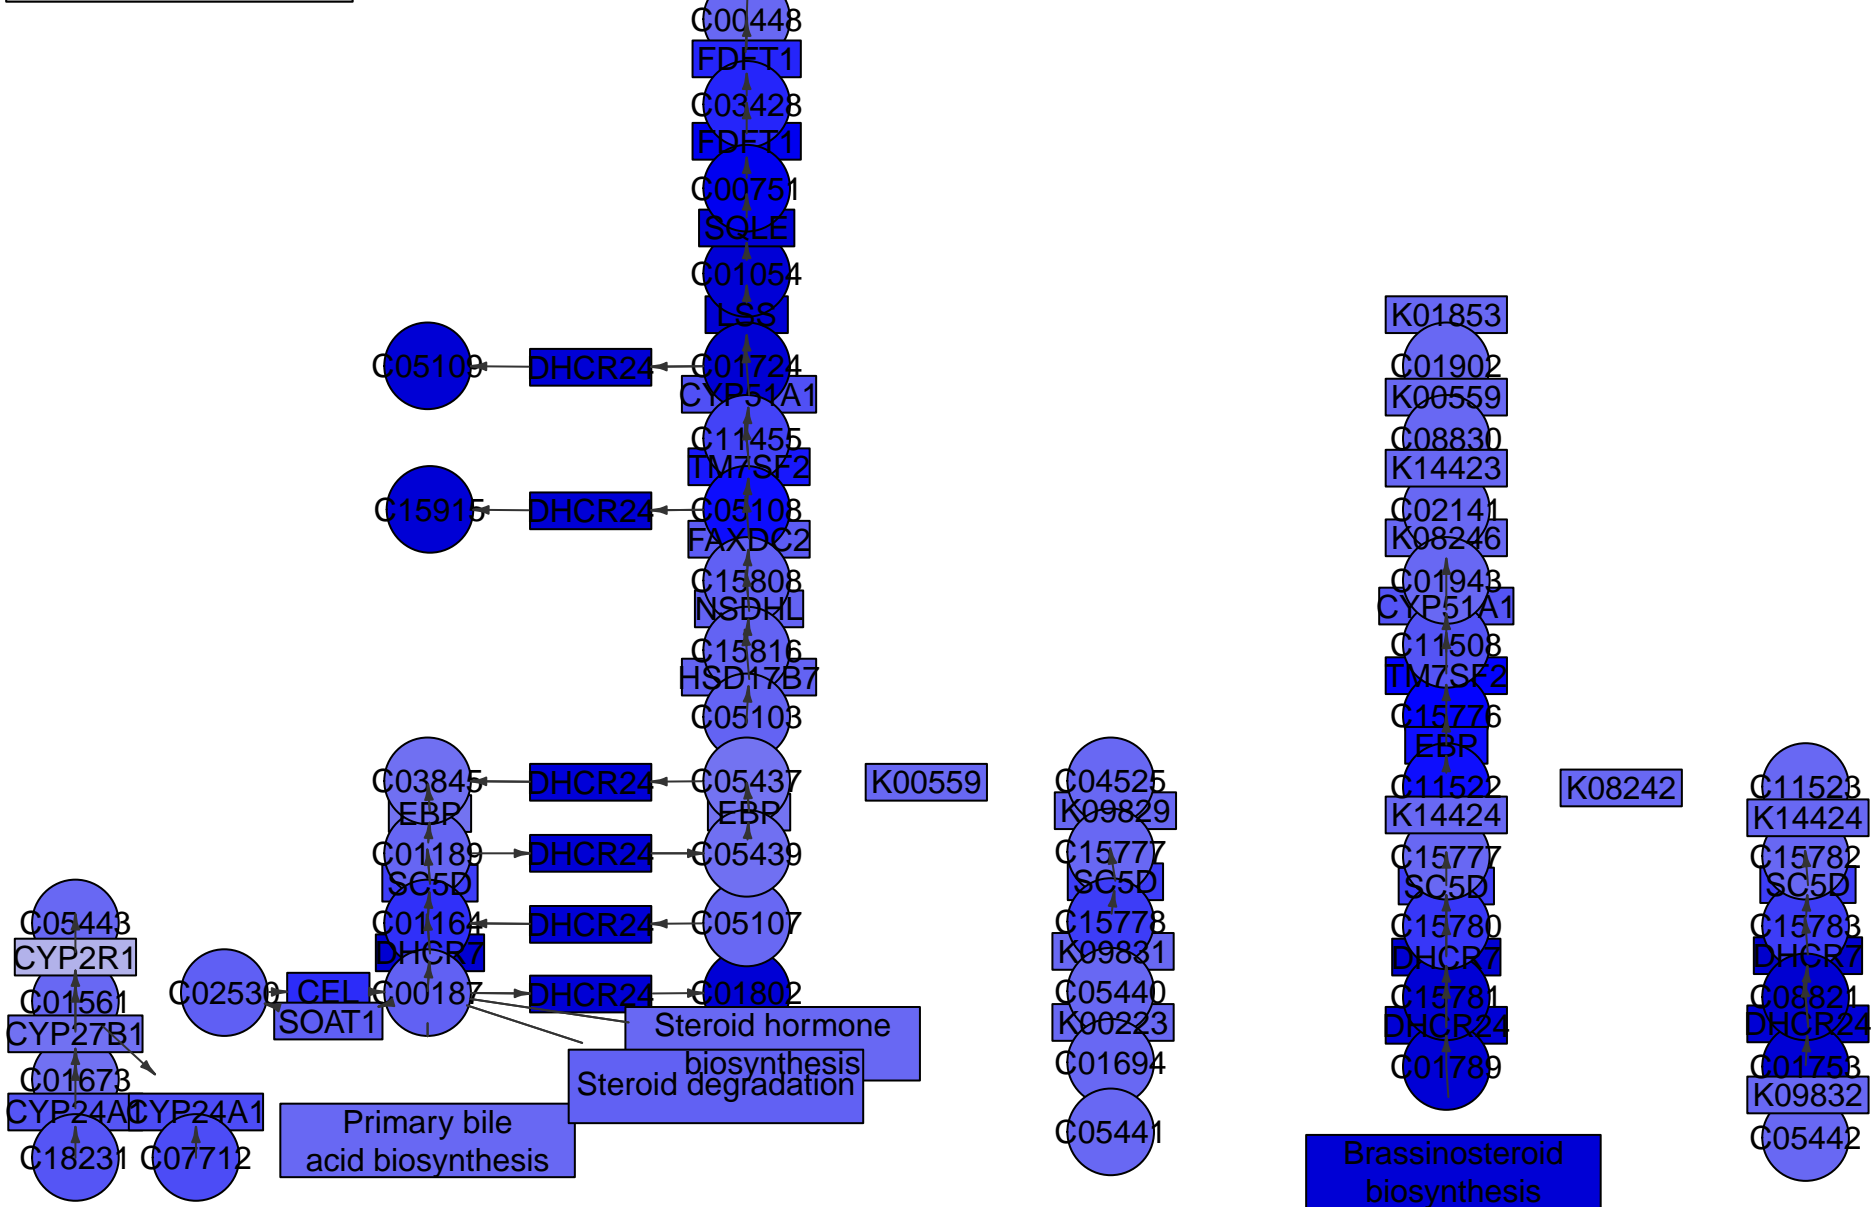 C00448
FDFT1
C03428
FDFT1
C00751
SQLE
C01054
LSS
C05109
DHCR24
C01724
CYP51A1
C11455
TM7SF2
C15915
DHCR24
C05108
FAXDC2
C15808
NSDHL
C15816
HSD17B7
C05103
C03845
DHCR24
C05437
EBP
EBP
C01189
DHCR24
C05439
SC5D
C01164
DHCR24
C05107
DHCR7
C02530
CEL
C00187
DHCR24
C01802
SOAT1
C05443
CYP2R1
C01561
CYP27B1
C01673
CYP24A1
CYP24A1
C18231
C07712
Steroid hormone
biosynthesis
Steroid degradation
Primary bile
acid biosynthesis
K00559
C04525
K09829
C15777
SC5D
C15778
K09831
C05440
K00223
C01694
C05441
K01853
C01902
K00559
C08830
K14423
C02141
K08246
C01943
CYP51A1
C11508
TM7SF2
C15776
EBP
C11522
K14424
C15777
SC5D
C15780
DHCR7
C15781
DHCR24
C01789
Brassinosteroid
biosynthesis
K08242
C11523
K14424
C15782
SC5D
C15783
DHCR7
C08821
DHCR24
C01753
K09832
C05442